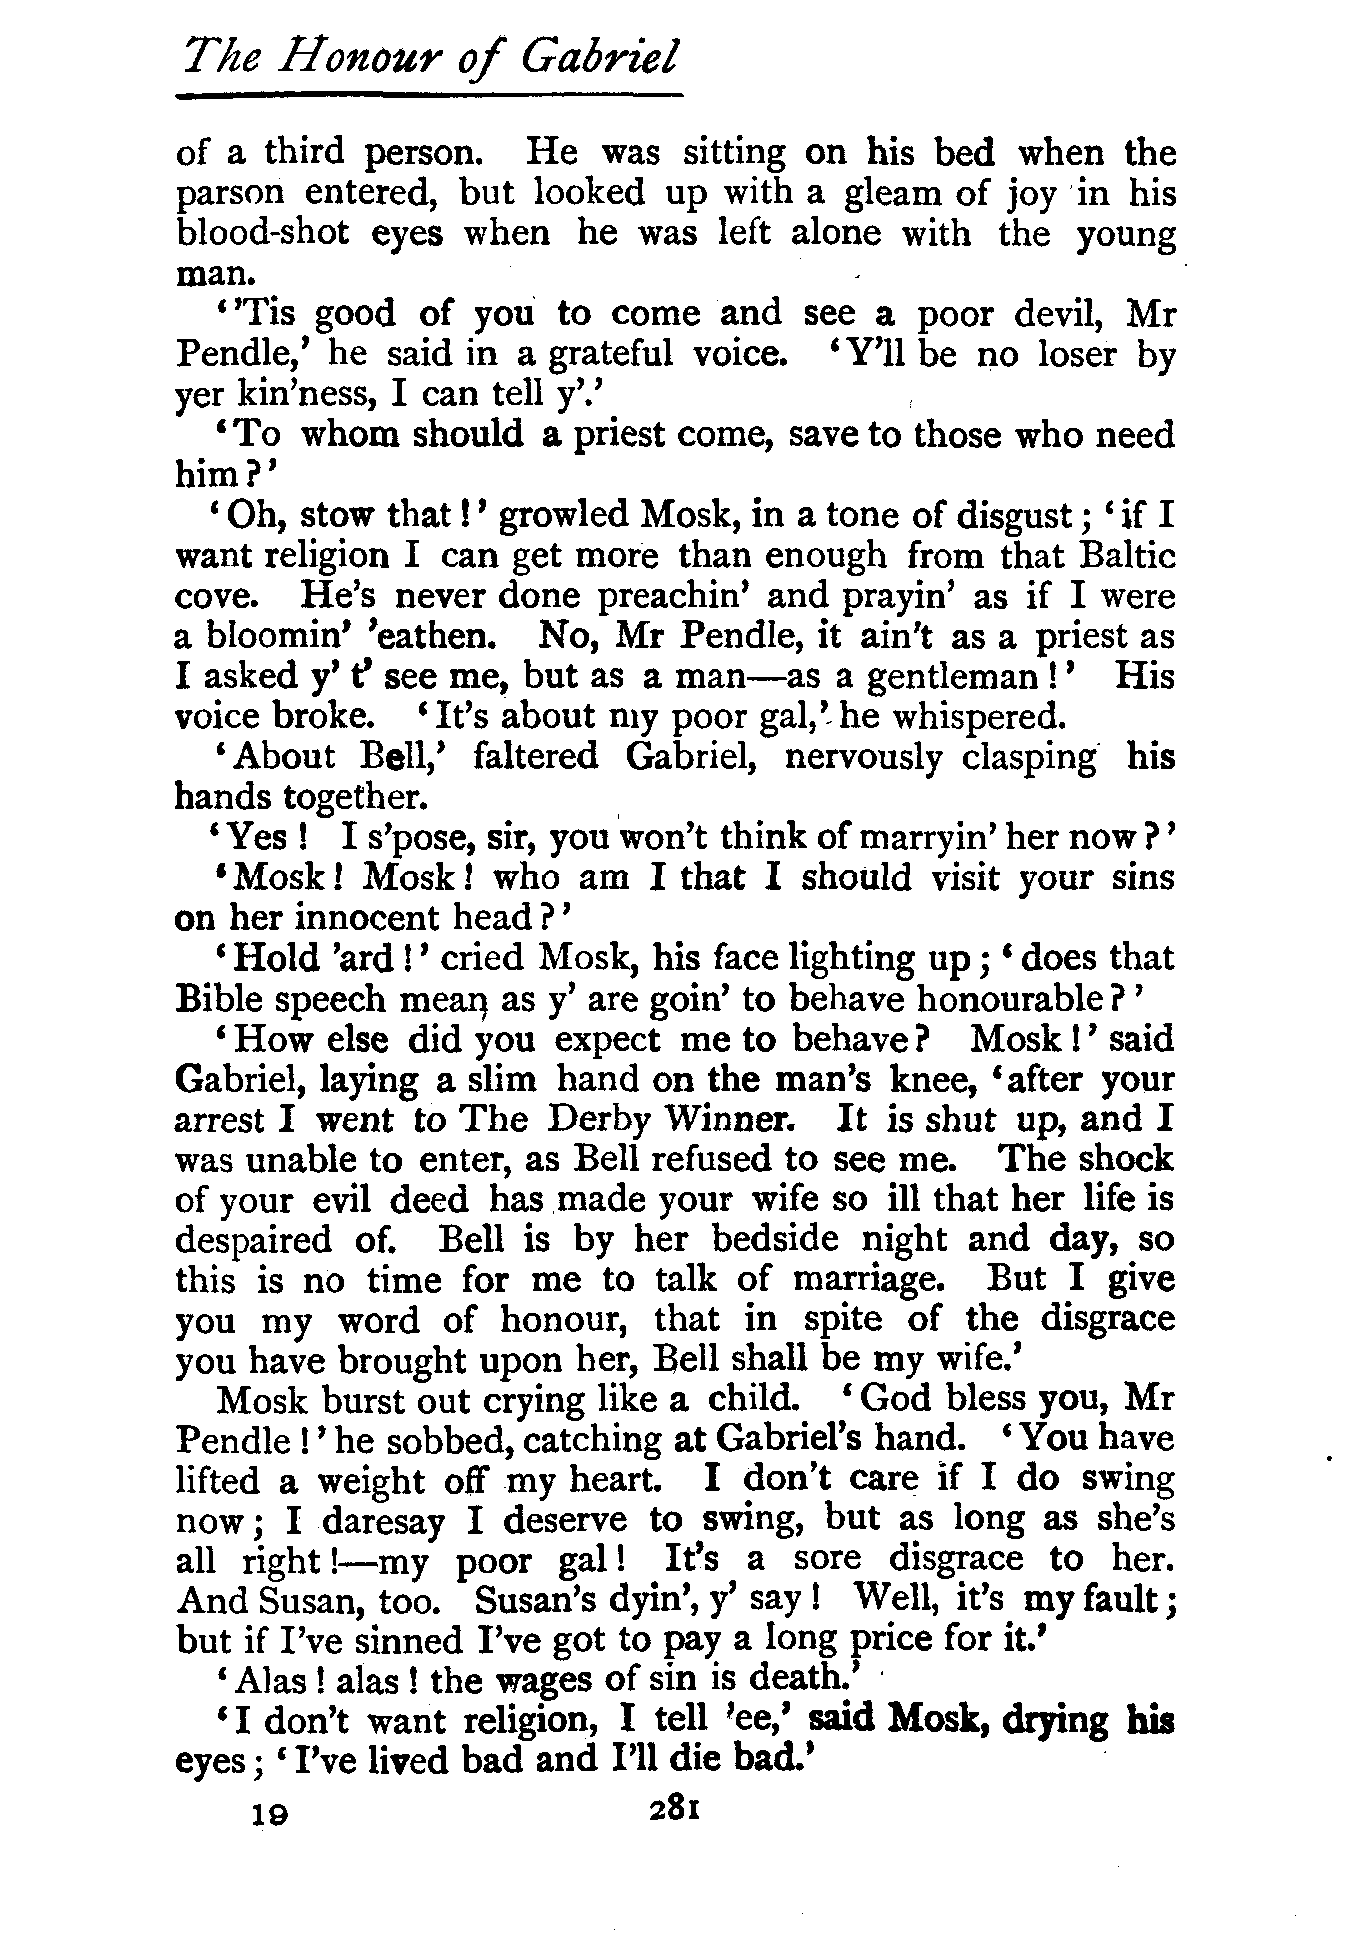 The Honour of Gabriel
of a third person. He was sitting on his bed when the
parson entered, but looked up with a gleam of joy in his
blood-shot eyes when he was left alone with the young
man.
‘’Tis good of you to come and see a poor devil, Mr
Pendle,’ he said in a grateful voice. ‘Y’ll be no loser by
yer kin’ness, I can tell y’.’
‘To whom should a priest come, save to those who need
him?’
‘Oh, stow that!’ growled Mosk, in a tone of disgust; ‘if I
want religion I can get more than enough from that Baltic
cove. He’s never done preachin’ and prayin’ as if I were
a bloomin’ ’eathen. No, Mr Pendle, it ain’t as a priest as
I asked y’ t’ see me, but as a man—as a gentleman!’ His
voice broke. ‘It’s about my poor gal,’ he whispered.
‘About Bell,’ faltered Gabriel, nervously clasping his
hands together.
‘Yes! I s’pose, sir, you won’t think of marryin’ her now?’
‘Mosk! Mosk! who am I that I should visit your sins
on her innocent head?’
‘Hold ’ard!’ cried Mosk, his face lighting up; ‘does that
Bible speech mean as y’ are goin’ to behave honourable?’
‘How else did you expect me to behave? Mosk!’ said
Gabriel, laying a slim hand on the man’s knee, ‘after your
arrest I went to The Derby Winner. It is shut up, and I
was unable to enter, as Bell refused to see me. The shock
of your evil deed has made your wife so ill that her life is
despaired of. Bell is by her bedside night and day, so
this is no time for me to talk of marriage. But I give
you my word of honour, that in spite of the disgrace
you have brought upon her, Bell shall be my wife.’
Mosk burst out crying like a child. ‘God bless you, Mr
Pendle!’ he sobbed, catching at Gabriel’s hand. ‘You have
lifted a weight off my heart. I don’t care if I do swing
now; I daresay I deserve to swing, but as long as she’s
all right!—my poor gal! It’s a sore disgrace to her.
And Susan, too. Susan’s dyin’, y’ say! Well, it’s my fault;
but if I’ve sinned I’ve got to pay a long price for it.’
‘Alas! alas! the wages of sin is death.’
‘I don’t want religion, I tell ’ee,’ said Mosk, drying his
eyes; ‘I’ve lived bad and I’ll die bad.’
19 281